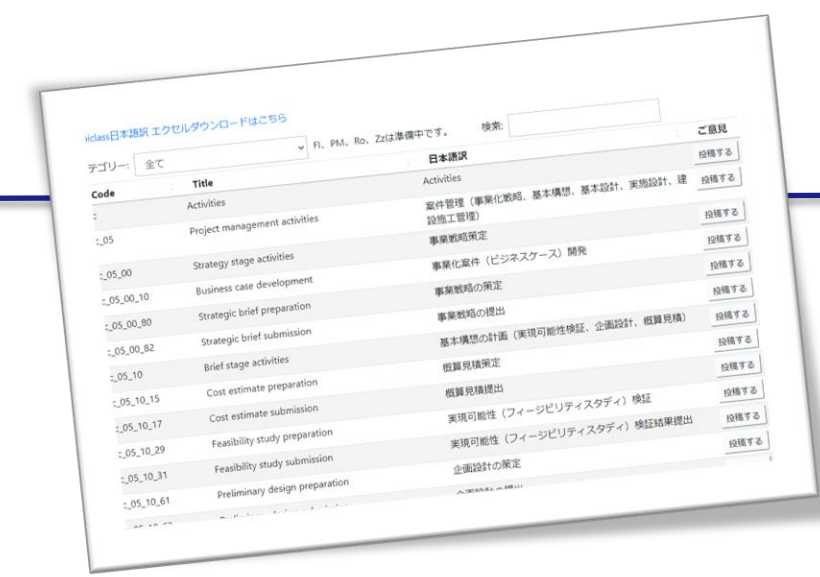 iclass日本語訳 エクセルダウンロードはこちら
テゴリー: 全て FI、PM、Ro、Zzは準備中です。 検索:
Code Title 日本語訳 ご意見
Activities Activities 投稿する
_05 Project management activities 案件管理（事業化戦略、基本構想、基本設計、実施設計、建設施工管理） 投稿する
_05_00 Strategy stage activities 事業戦略策定 投稿する
_05_00_10 Business case development 事業化案件（ビジネスケース）開発 投稿する
_05_00_80 Strategic brief preparation 事業戦略の策定 投稿する
_05_00_82 Strategic brief submission 事業戦略の提出 投稿する
_05_10 Brief stage activities 基本構想の計画（実現可能性検証、企画設計、概算見積） 投稿する
_05_10_15 Cost estimate preparation 概算見積策定 投稿する
_05_10_17 Cost estimate submission 概算見積提出 投稿する
_05_10_29 Feasibility study preparation 実現可能性（フィージビリティスタディ）検証 投稿する
_05_10_31 Feasibility study submission 実現可能性（フィージビリティスタディ）検証結果提出 投稿する
_05_10_61 Preliminary design preparation 企画設計の策定 投稿する